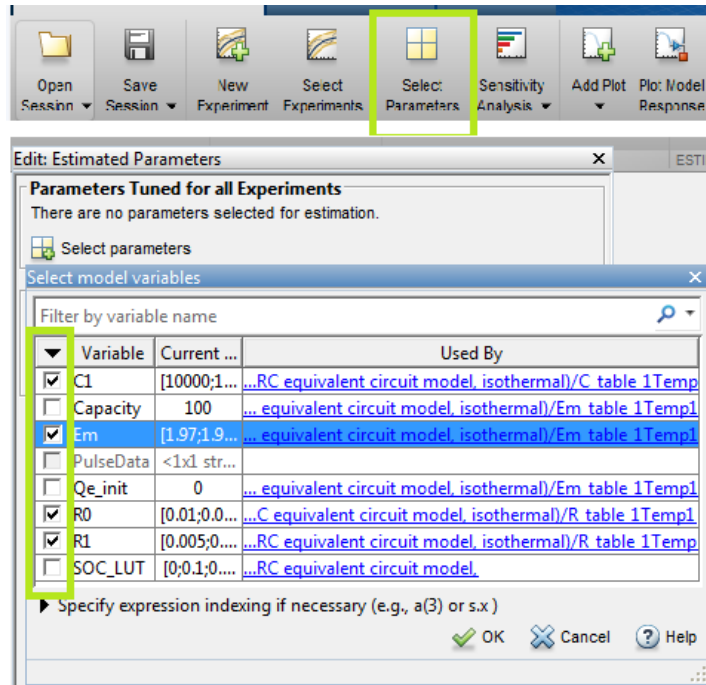 Open Session
Save Session
New Experiment
Select Experiments
Select Parameters
Sensitivity Analysis
Add Plot
Plot Model Response
Edit: Estimated Parameters
ESTI
Parameters Tuned for all Experiments
There are no parameters selected for estimation.
Select parameters
Select model variables
Filter by variable name
Variable Current ... Used By
C1 [10000;1... ...RC equivalent circuit model, isothermal)/C table 1Temp
Capacity 100 ... equivalent circuit model, isothermal)/Em table 1Temp1
Em [1.97;1.9... ... equivalent circuit model, isothermal)/Em table 1Temp1
PulseData <1x1 str...
Qe_init 0 ... equivalent circuit model, isothermal)/Em table 1Temp1
R0 [0.01;0.0... ...C equivalent circuit model, isothermal)/R table 1Temp1
R1 [0.005;0.... ...RC equivalent circuit model, isothermal)/R table 1Temp
SOC_LUT [0;0.1;0.... ...RC equivalent circuit model,
Specify expression indexing if necessary (e.g., a(3) or s.x )
OK Cancel Help